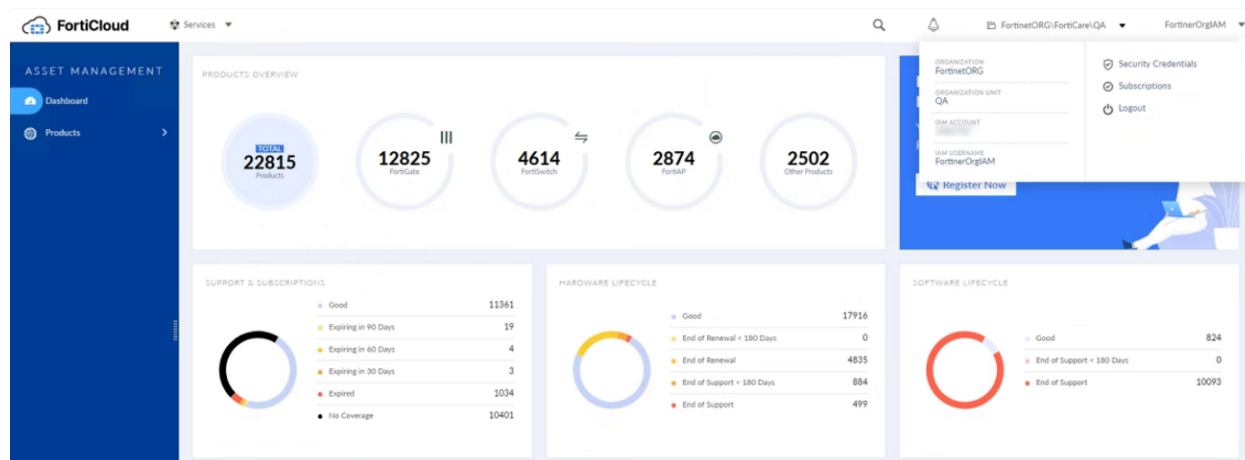 FortiCloud
Services
FortinetORG\FortiCare\QA
FortinerOrgIAM
ASSET MANAGEMENT
Dashboard
Products
PRODUCTS OVERVIEW
TOTAL
22815
Products
12825
FortiGate
4614
FortiSwitch
2874
FortiAP
2502
Other Products
ORGANIZATION
FortinetORG
ORGANIZATION UNIT
QA
IAM ACCOUNT
IAM USERNAME
FortinerOrgIAM
Security Credentials
Subscriptions
Logout
Register Now
SUPPORT & SUBSCRIPTIONS
Good 11361
Expiring in 90 Days 19
Expiring in 60 Days 4
Expiring in 30 Days 3
Expired 1034
No Coverage 10401
HARDWARE LIFECYCLE
Good 17916
End of Renewal < 180 Days 0
End of Renewal 4835
End of Support < 180 Days 884
End of Support 499
SOFTWARE LIFECYCLE
Good 824
End of Support < 180 Days 0
End of Support 10093